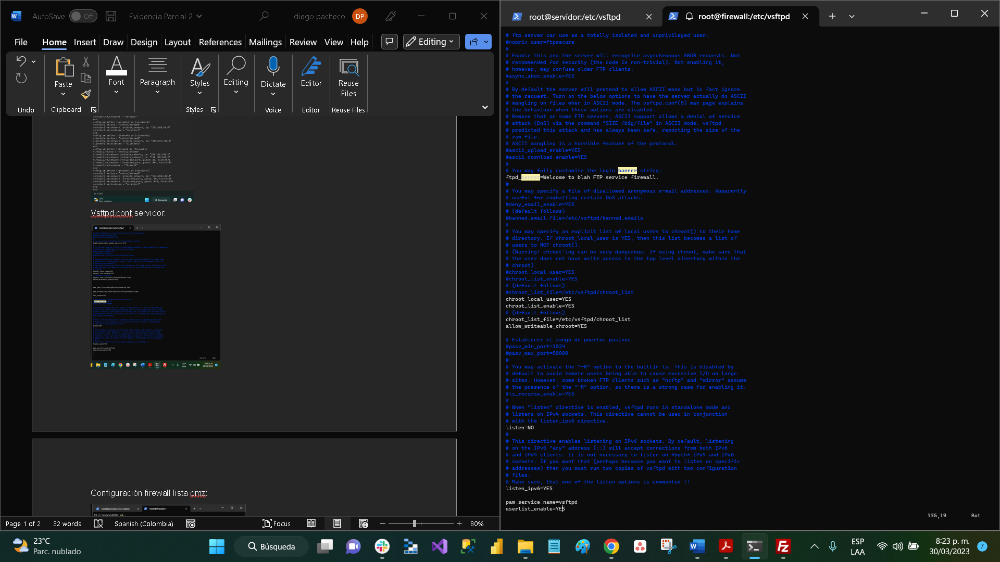 AutoSave Off Evidencia Parcial 2 diego pacheco DP
File Home Insert Draw Design Layout References Mailings Review View Help Editing
Paste Font Paragraph Styles Editing Dictate Editor Reuse Files
Undo Clipboard Styles Voice Editor Reuse Files
Vsftpd.conf servidor:
Configuración firewall lista dmz:
Page 1 of 2 32 words Spanish (Colombia) Focus 80%
root@servidor:/etc/vsftpd root@firewall:/etc/vsftpd
# ftp server can use as a totally isolated and unprivileged user.
#nopriv_user=ftpsecure
#
# Enable this and the server will recognise asynchronous ABOR requests. Not
# recommended for security (the code is non-trivial). Not enabling it,
# however, may confuse older FTP clients.
#async_abor_enable=YES
#
# By default the server will pretend to allow ASCII mode but in fact ignore
# the request. Turn on the below options to have the server actually do ASCII
# mangling on files when in ASCII mode. The vsftpd.conf(5) man page explains
# the behaviour when these options are disabled.
# Beware that on some FTP servers, ASCII support allows a denial of service
# attack (DoS) via the command "SIZE /big/file" in ASCII mode. vsftpd
# predicted this attack and has always been safe, reporting the size of the
# raw file.
# ASCII mangling is a horrible feature of the protocol.
#ascii_upload_enable=YES
#ascii_download_enable=YES
#
# You may fully customise the login banner string:
ftpd_banner=Welcome to blah FTP service firewall.
#
# You may specify a file of disallowed anonymous e-mail addresses. Apparently
# useful for combatting certain DoS attacks.
#deny_email_enable=YES
# (default follows)
#banned_email_file=/etc/vsftpd/banned_emails
#
# You may specify an explicit list of local users to chroot() to their home
# directory. If chroot_local_user is YES, then this list becomes a list of
# users to NOT chroot().
# (Warning! chroot'ing can be very dangerous. If using chroot, make sure that
# the user does not have write access to the top level directory within the
# chroot)
#chroot_local_user=YES
#chroot_list_enable=YES
# (default follows)
#chroot_list_file=/etc/vsftpd/chroot_list
chroot_local_user=YES
chroot_list_enable=YES
# (default follows)
chroot_list_file=/etc/vsftpd/chroot_list
allow_writeable_chroot=YES
# Establecer el rango de puertos pasivos
#pasv_min_port=1024
#pasv_max_port=50000
#
# You may activate the "-R" option to the builtin ls. This is disabled by
# default to avoid remote users being able to cause excessive I/O on large
# sites. However, some broken FTP clients such as "ncftp" and "mirror" assume
# the presence of the "-R" option, so there is a strong case for enabling it.
#ls_recurse_enable=YES
#
# When "listen" directive is enabled, vsftpd runs in standalone mode and
# listens on IPv4 sockets. This directive cannot be used in conjunction
# with the listen_ipv6 directive.
listen=NO
#
# This directive enables listening on IPv6 sockets. By default, listening
# on the IPv6 "any" address (::) will accept connections from both IPv6
# and IPv4 clients. It is not necessary to listen on *both* IPv4 and IPv6
# sockets. If you want that (perhaps because you want to listen on specific
# addresses) then you must run two copies of vsftpd with two configuration
# files.
# Make sure, that one of the listen options is commented !!
listen_ipv6=YES
pam_service_name=vsftpd
userlist_enable=YES
135,19 Bot
23°C
Parc. nublado
Búsqueda
ESP
LAA
8:23 p. m.
30/03/2023
7